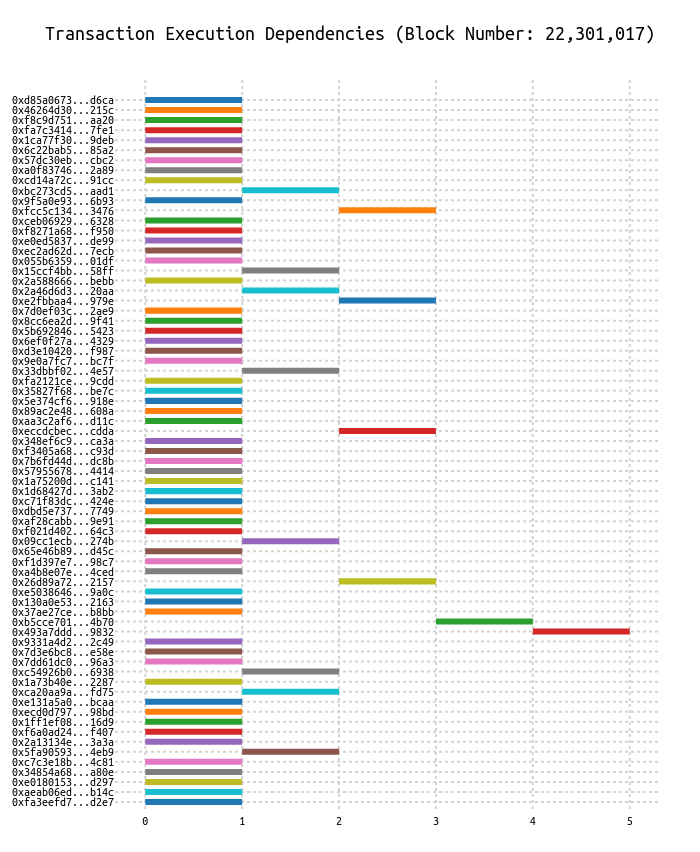 Transaction Execution Dependencies (Block Number: 22,301,017)
0xd85a0673...d6ca
0x46264d30...215c
0xf8c9d751...aa20
0xfa7c3414...7fe1
0x1ca77f30...9deb
0x6c22bab5...85a2
0x57dc30eb...cbc2
0xa0f83746...2a89
0xcd14a72c...91cc
0xbc273cd5...aad1
0x9f5a0e93...6b93
0xfcc5c134...3476
0xceb06929...6328
0xf8271a68...f950
0xe0ed5837...de99
0xec2ad62d...7ecb
0x055b6359...01df
0x15ccf4bb...58ff
0x2a588666...bebb
0x2a46d6d3...20aa
0xe2fbbaa4...979e
0x7d0ef03c...2ae9
0x8cc6ea2d...9f41
0x5b692846...5423
0x6ef0f27a...4329
0xd3e10420...f987
0x9e0a7fc7...bc7f
0x33dbbf02...4e57
0xfa2121ce...9cdd
0x35827f68...be7c
0x5e374cf6...918e
0x89ac2e48...608a
0xaa3c2af6...d11c
0xeccdcbec...cdda
0x348ef6c9...ca3a
0xf3405a68...c93d
0x7b6fd44d...dc8b
0x57955678...4414
0x1a75200d...c141
0x1d68427d...3ab2
0xc71f83dc...424e
0xdbd5e737...7749
0xaf28cabb...9e91
0xf021d402...64c3
0x09cc1ecb...274b
0x65e46b89...d45c
0xf1d397e7...98c7
0xa4b8e07e...4ced
0x26d89a72...2157
0xe5038646...9a0c
0x130a0e53...2163
0x37ae27ce...b8bb
0xb5cce701...4b70
0x493a7ddd...9832
0x9331a4d2...2c49
0x7d3e6bc8...e58e
0x7dd61dc0...96a3
0xc54926b0...6938
0x1a73b40e...2287
0xca20aa9a...fd75
0xe131a5a0...bcaa
0xecd0d797...98bd
0x1ff1ef08...16d9
0xf6a0ad24...f407
0x2a13134e...3a3a
0x5fa90593...4eb9
0xc7c3e18b...4c81
0x34854a68...a80e
0xe0180153...d297
0xaeab06ed...b14c
0xfa3eefd7...d2e7
0 1 2 3 4 5